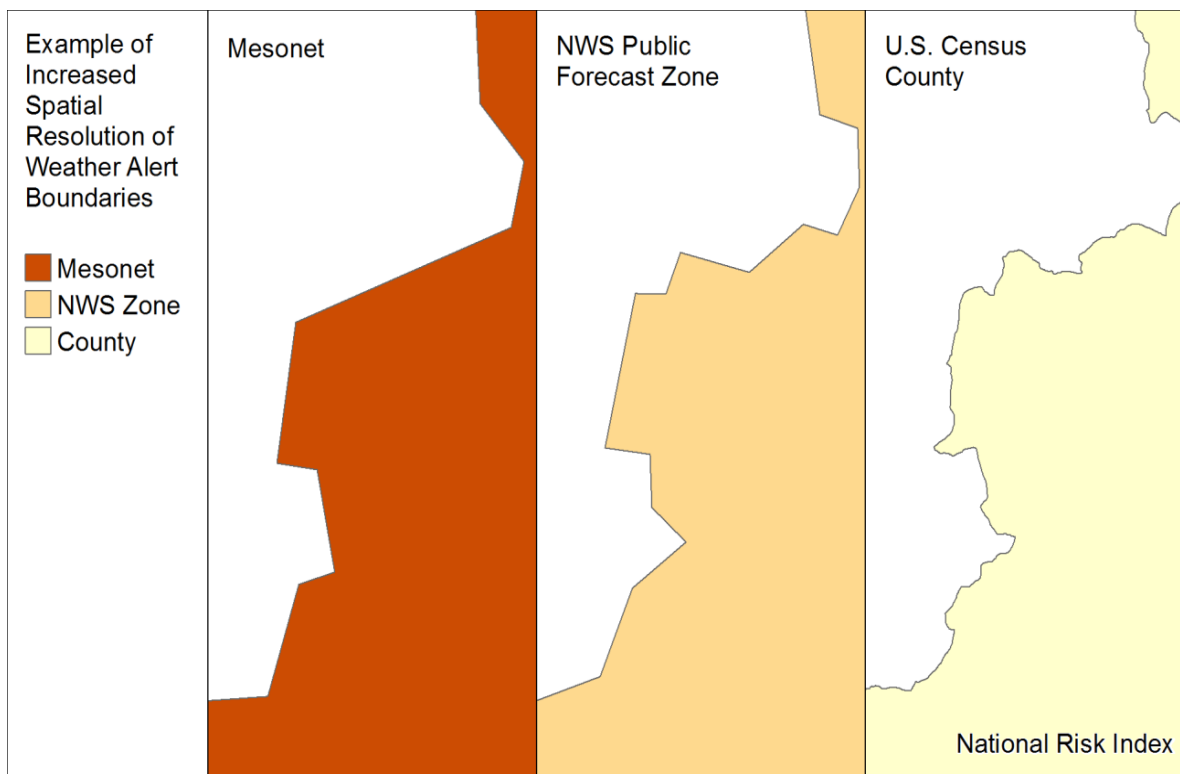 Example of
Increased
Spatial
Resolution of
Weather Alert
Boundaries
Mesonet
NWS Zone
County
Mesonet
NWS Public
Forecast Zone
U.S. Census
County
National Risk Index